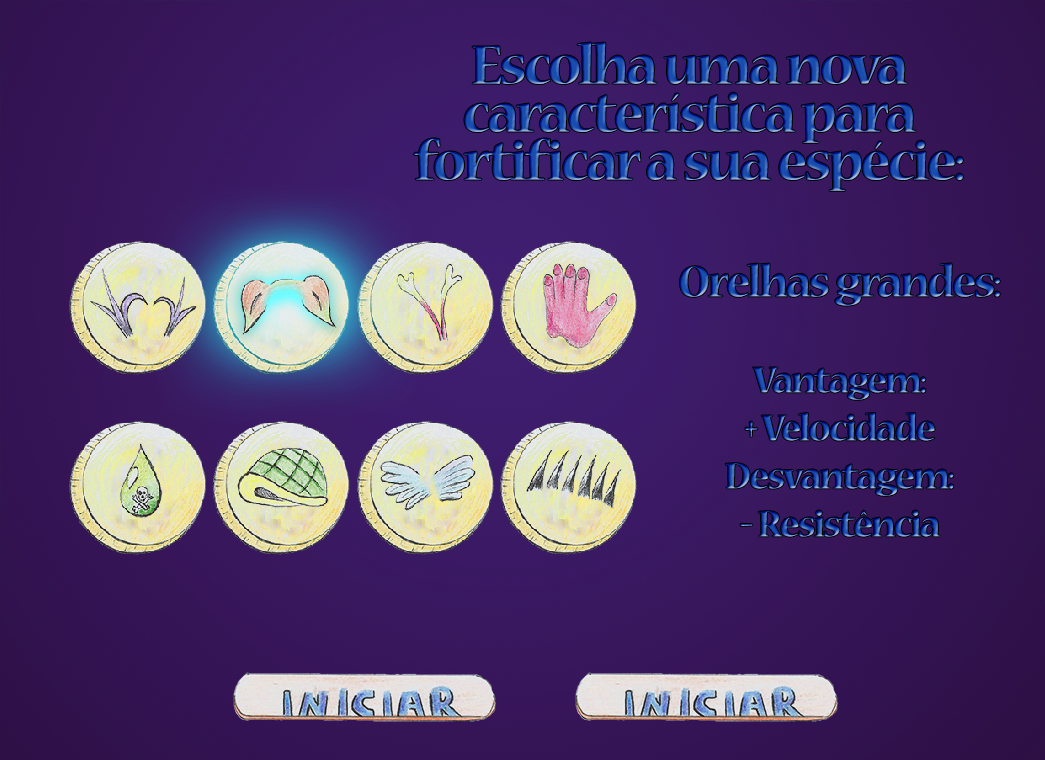 Escolha uma nova
característica para
fortificar a sua espécie:
Orelhas grandes:
Vantagem:
+ Velocidade
Desvantagem:
- Resistência
INICIAR
INICIAR